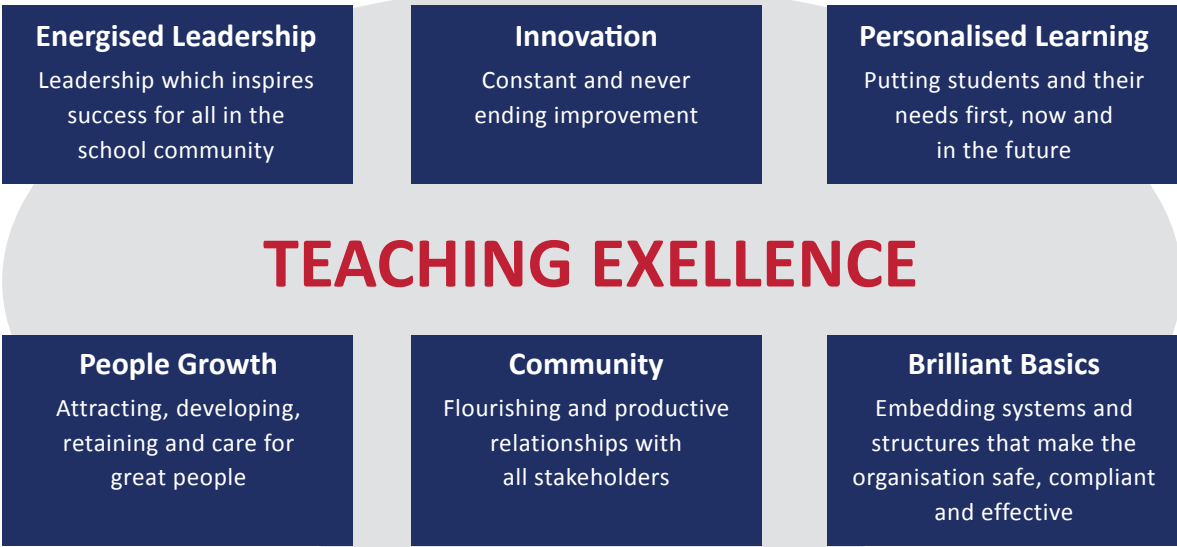 Energised Leadership
Leadership which inspires
success for all in the
school community
Innovation
Constant and never
ending improvement
Personalised Learning
Putting students and their
needs first, now and
in the future
TEACHING EXELLENCE
People Growth
Attracting, developing,
retaining and care for
great people
Community
Flourishing and productive
relationships with
all stakeholders
Brilliant Basics
Embedding systems and
structures that make the
organisation safe, compliant
and effective